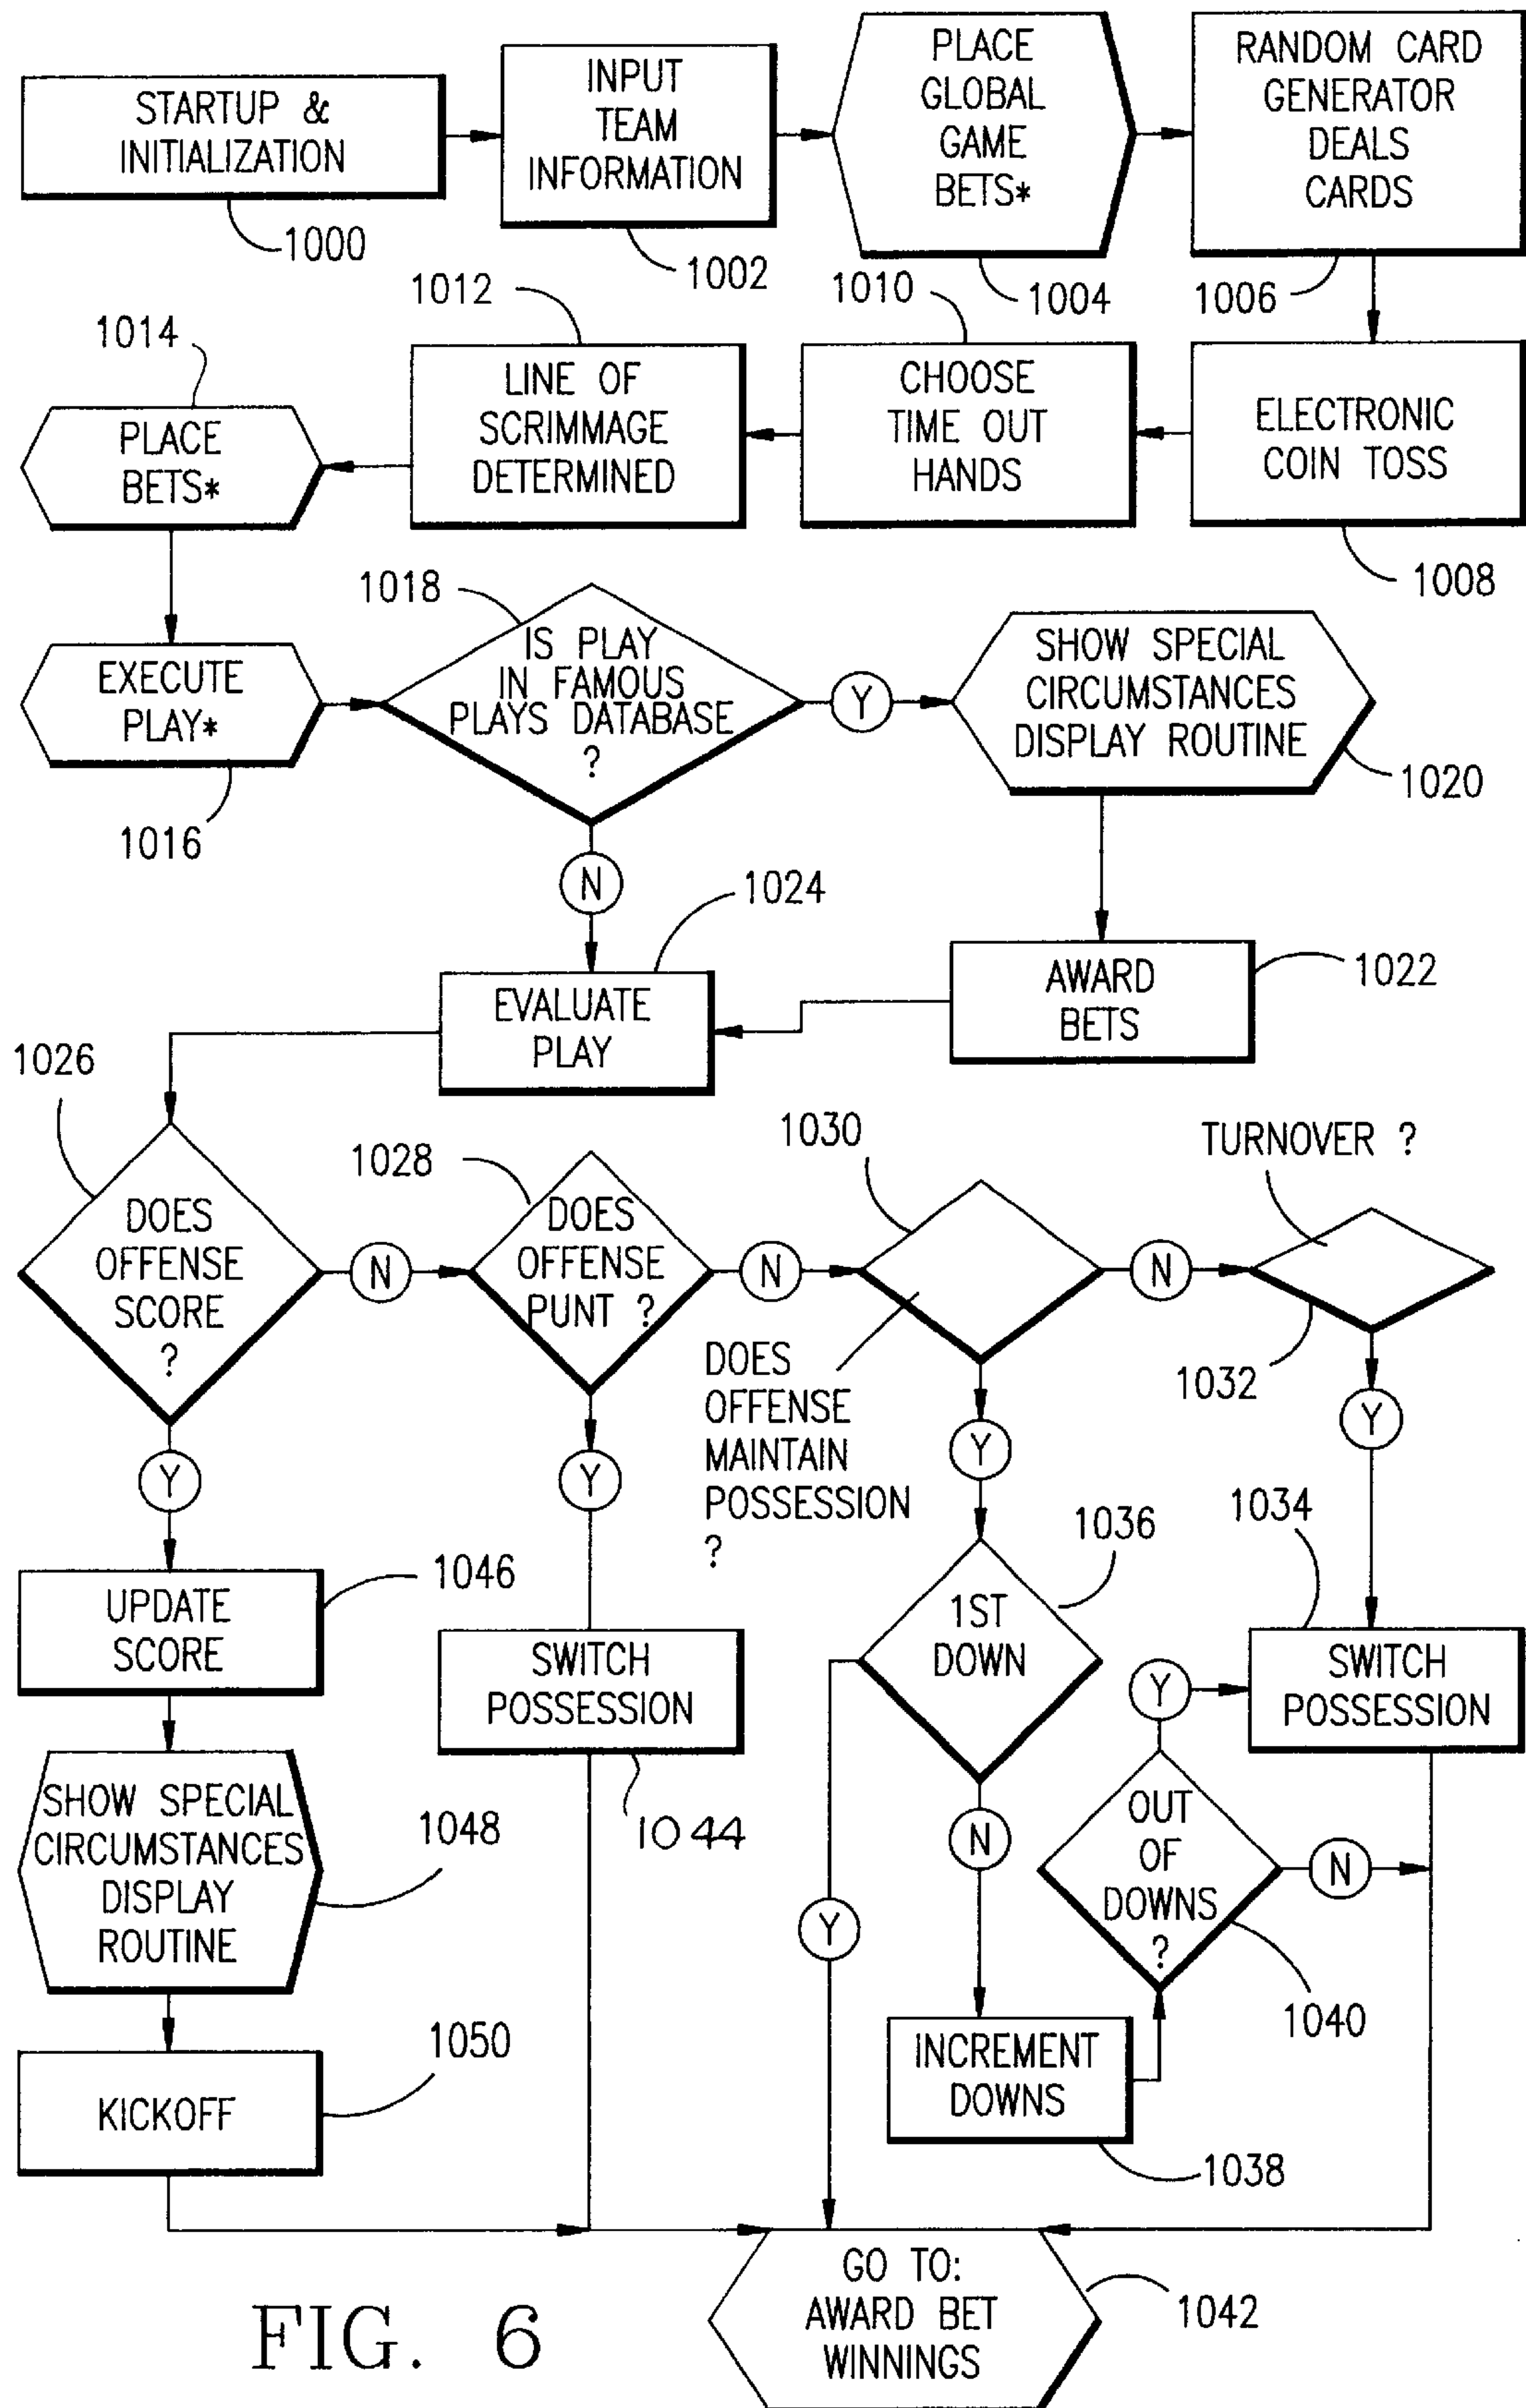 STARTUP &
INITIALIZATION
1000
INPUT
TEAM
INFORMATION
1002
PLACE
GLOBAL
GAME
BETS*
1004
RANDOM CARD
GENERATOR
DEALS
CARDS
1006
ELECTRONIC
COIN TOSS
1008
1010
CHOOSE
TIME OUT
HANDS
1012
LINE OF
SCRIMMAGE
DETERMINED
1014
PLACE
BETS*
EXECUTE
PLAY*
1016
1018
IS PLAY
IN FAMOUS
PLAYS DATABASE
?
Y
SHOW SPECIAL
CIRCUMSTANCES
DISPLAY ROUTINE
1020
N
1024
EVALUATE
PLAY
AWARD
BETS
1022
1026
DOES
OFFENSE
SCORE
?
N
1028
DOES
OFFENSE
PUNT ?
N
1030
DOES
OFFENSE
MAINTAIN
POSSESSION
?
N
TURNOVER ?
1032
Y
Y
Y
Y
UPDATE
SCORE
1046
SWITCH
POSSESSION
1044
1ST
DOWN
1036
1034
SWITCH
POSSESSION
Y
SHOW SPECIAL
CIRCUMSTANCES
DISPLAY
ROUTINE
1048
Y
N
OUT
OF
DOWNS
?
N
1040
KICKOFF
1050
INCREMENT
DOWNS
1038
GO TO:
AWARD BET
WINNINGS
1042
FIG. 6